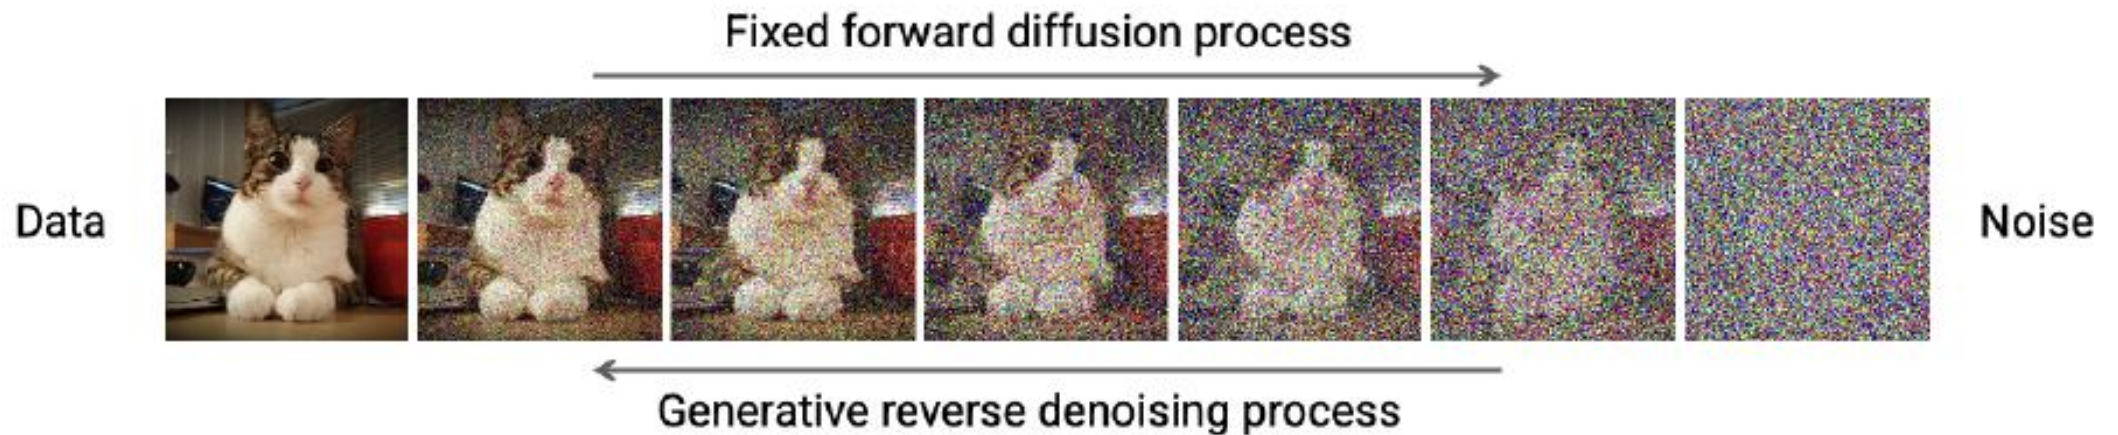 Fixed forward diffusion process
Data
Noise
Generative reverse denoising process